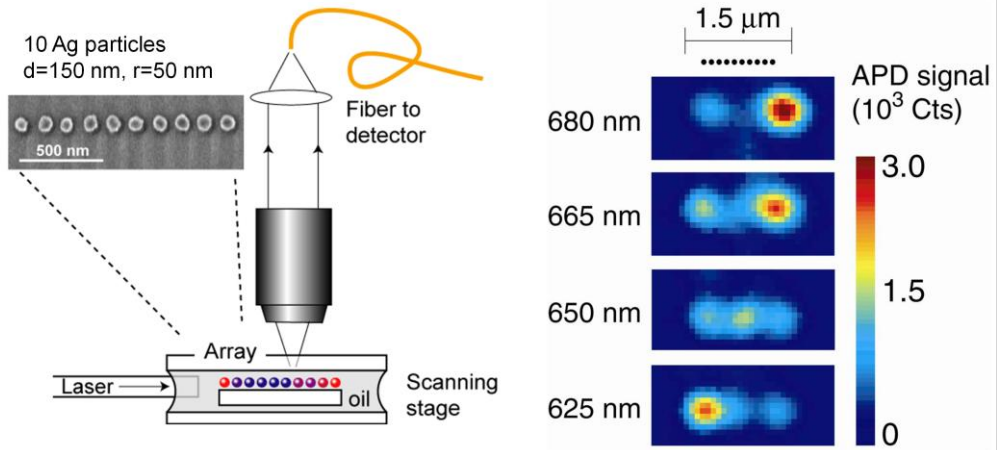 10 Ag particles
d=150 nm, r=50 nm
500 nm
Fiber to
detector
Array
Laser
oil
Scanning
stage
1.5 μm
APD signal
(10³ Cts)
680 nm
665 nm
650 nm
625 nm
3.0
1.5
0